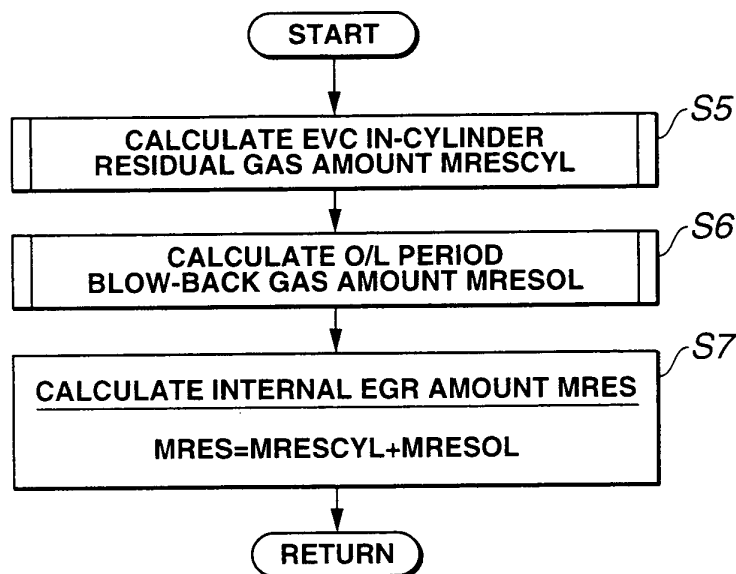 START
S5
CALCULATE EVC IN-CYLINDER
RESIDUAL GAS AMOUNT MRESCYL
S6
CALCULATE O/L PERIOD
BLOW-BACK GAS AMOUNT MRESOL
S7
CALCULATE INTERNAL EGR AMOUNT MRES
MRES=MRESCYL+MRESOL
RETURN